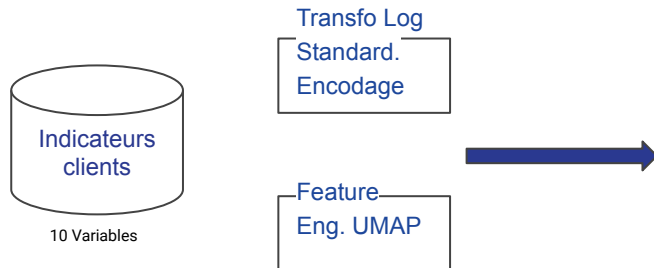 Transfo Log
Standard.
Encodage
Indicateurs
clients
10 Variables
Feature
Eng. UMAP